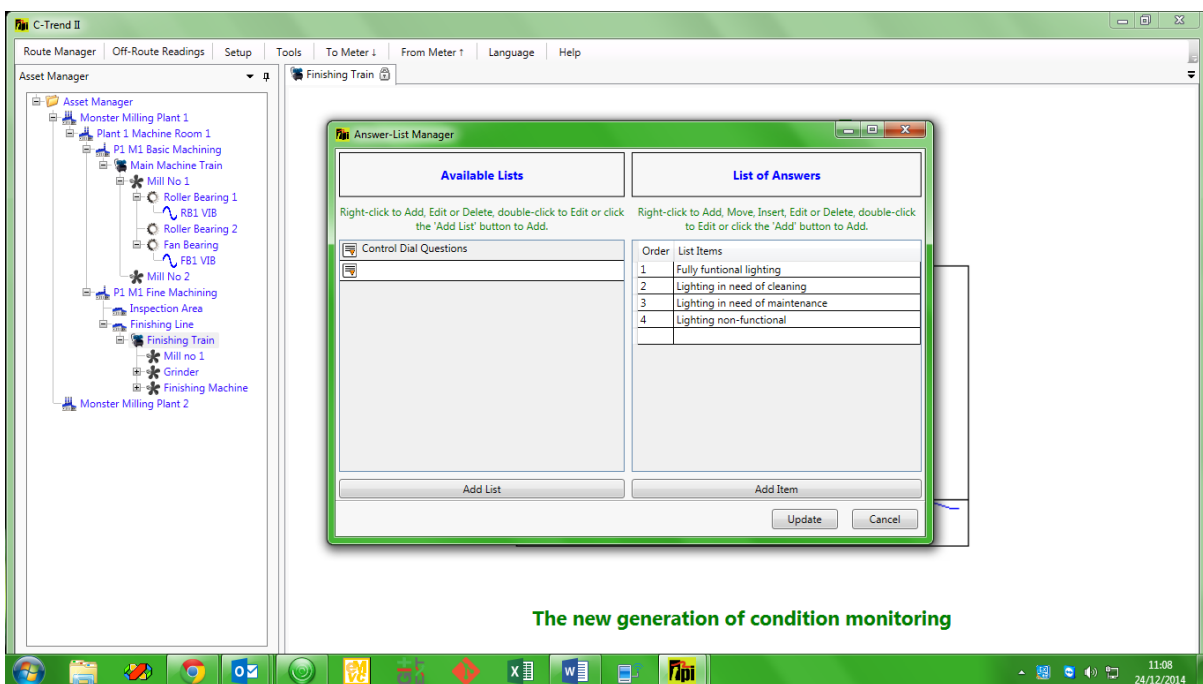 C-Trend II
Route Manager Off-Route Readings Setup Tools To Meter ↓ From Meter ↑ Language Help
Asset Manager
Finishing Train
Asset Manager
Monster Milling Plant 1
Plant 1 Machine Room 1
P1 M1 Basic Machining
Main Machine Train
Mill No 1
Roller Bearing 1
RB1 VIB
Roller Bearing 2
Fan Bearing
FB1 VIB
Mill No 2
P1 M1 Fine Machining
Inspection Area
Finishing Line
Finishing Train
Mill no 1
Grinder
Finishing Machine
Monster Milling Plant 2
Answer-List Manager
Available Lists
Right-click to Add, Edit or Delete, double-click to Edit or click
the 'Add List' button to Add.
Control Dial Questions
Add List
List of Answers
Right-click to Add, Move, Insert, Edit or Delete, double-click
to Edit or click the 'Add' button to Add.
Order List Items
1 Fully funtional lighting
2 Lighting in need of cleaning
3 Lighting in need of maintenance
4 Lighting non-functional
Add Item
Update Cancel
The new generation of condition monitoring
11:08
24/12/2014